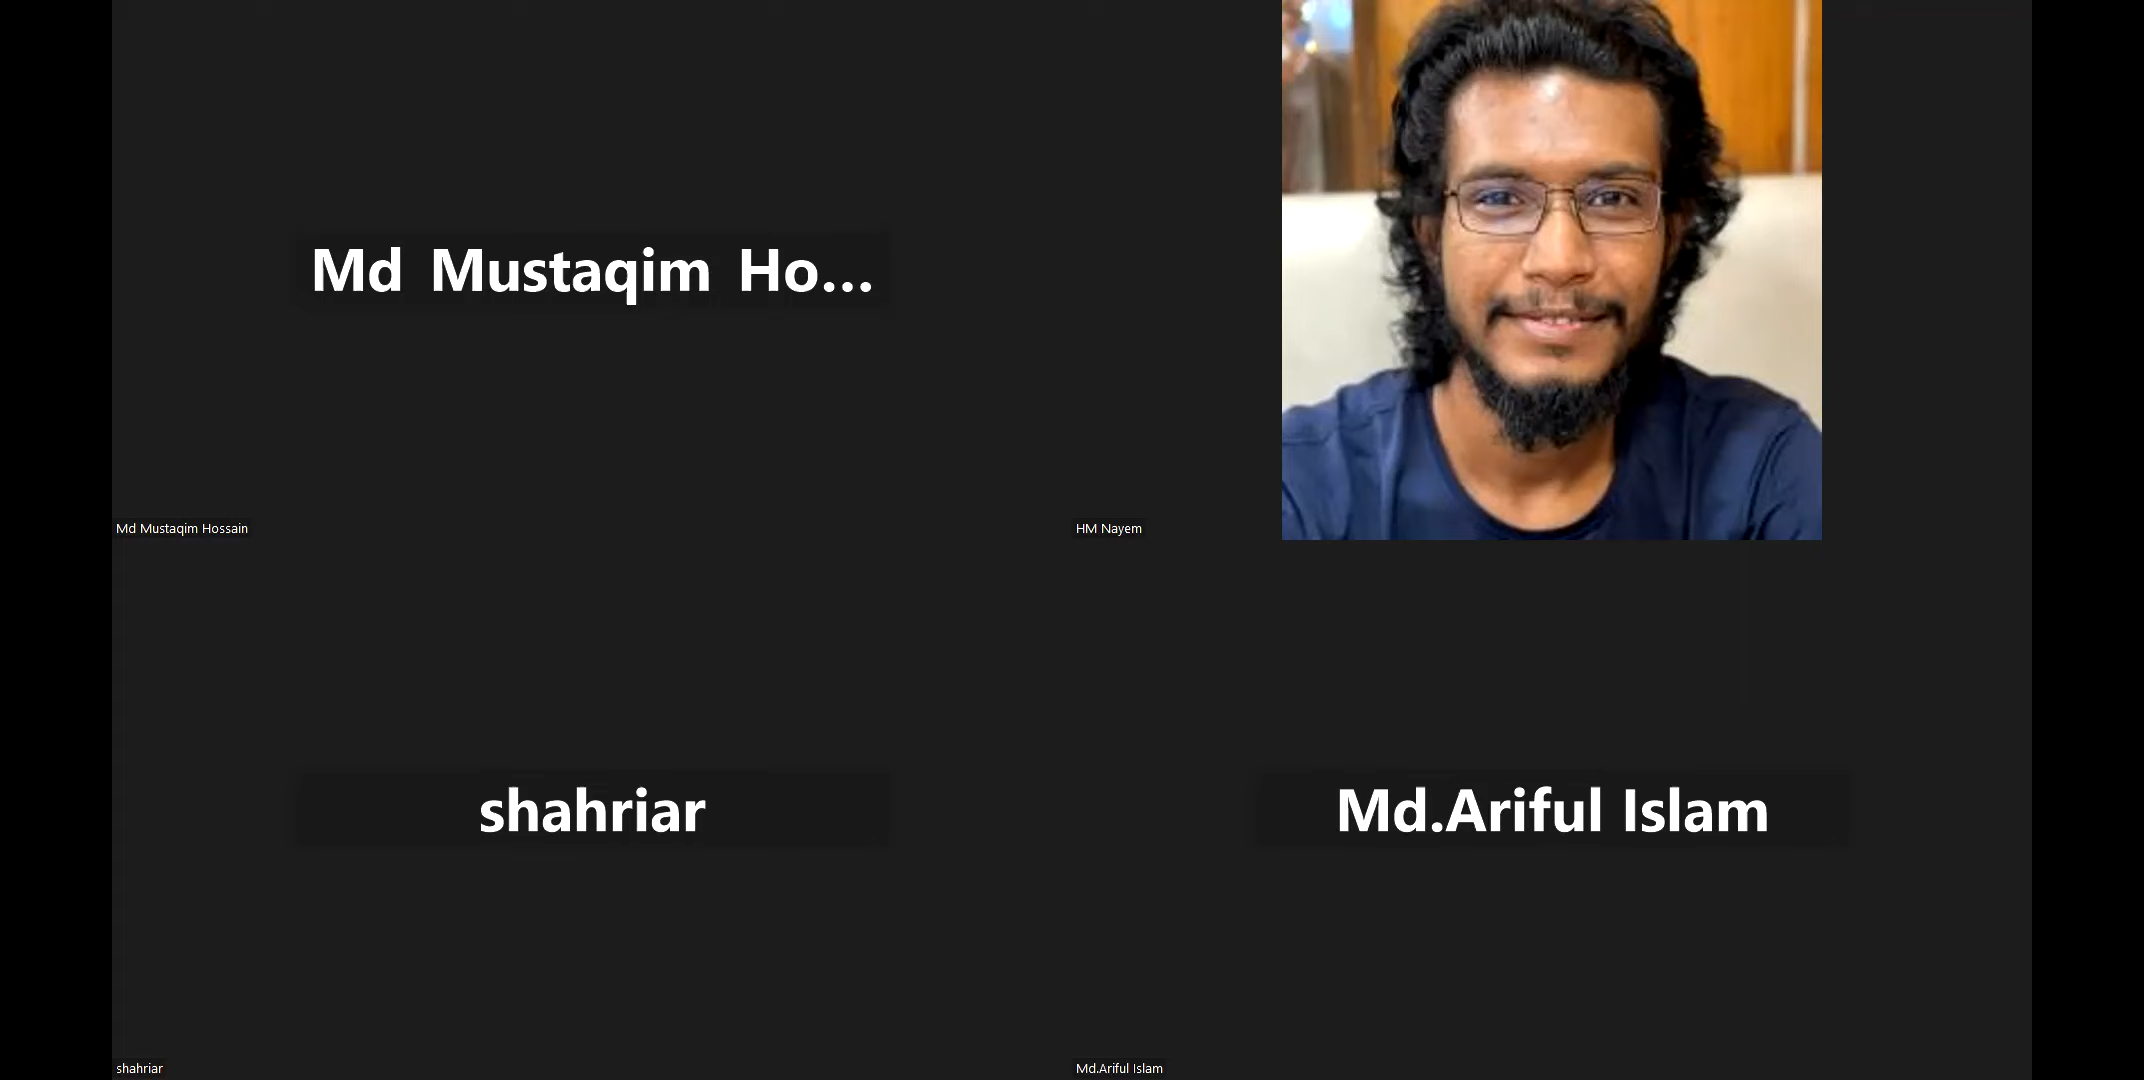 Md Mustaqim Ho...
Md Mustaqim Hossain
HM Nayem
shahriar
Md.Ariful Islam
shahriar
Md.Ariful Islam